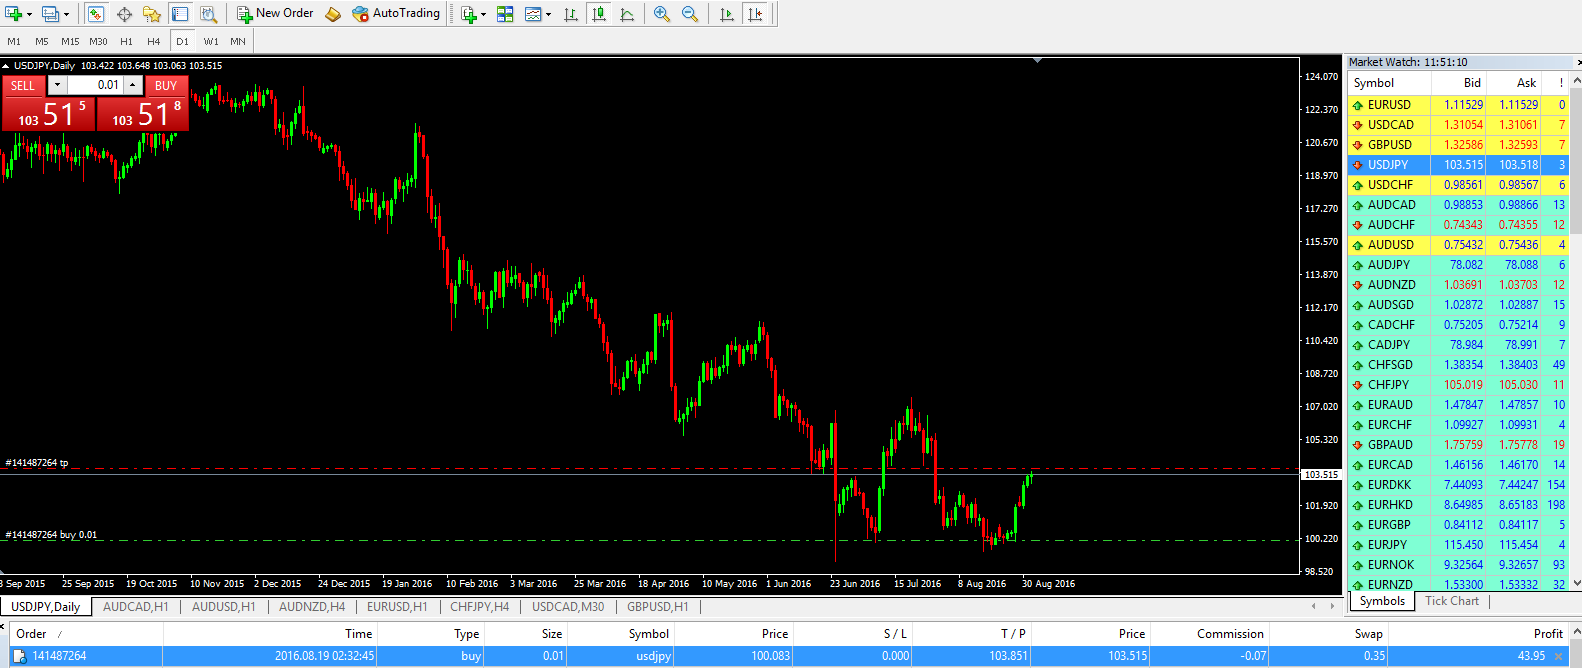 New Order AutoTrading
M1 M5 M15 M30 H1 H4 D1 W1 MN
USDJPY,Daily 103.422 103.648 103.063 103.515
SELL 0.01 BUY
103 51 5 103 51 8
124.070
122.370
120.670
118.970
117.270
115.570
113.870
112.170
110.420
108.720
107.020
105.320
103.515
101.920
100.220
98.520
#141487264 tp
#141487264 buy 0.01
3 Sep 2015 25 Sep 2015 19 Oct 2015 10 Nov 2015 2 Dec 2015 24 Dec 2015 19 Jan 2016 10 Feb 2016 3 Mar 2016 25 Mar 2016 18 Apr 2016 10 May 2016 1 Jun 2016 23 Jun 2016 15 Jul 2016 8 Aug 2016 30 Aug 2016
USDJPY,Daily AUDCAD,H1 AUDUSD,H1 AUDNZD,H4 EURUSD,H1 CHFJPY,H4 USDCAD,M30 GBPUSD,H1
Market Watch: 11:51:10
Symbol Bid Ask !
EURUSD 1.11529 1.11529 0
USDCAD 1.31054 1.31061 7
GBPUSD 1.32586 1.32593 7
USDJPY 103.515 103.518 3
USDCHF 0.98561 0.98567 6
AUDCAD 0.98853 0.98866 13
AUDCHF 0.74343 0.74355 12
AUDUSD 0.75432 0.75436 4
AUDJPY 78.082 78.088 6
AUDNZD 1.03691 1.03703 12
AUDSGD 1.02872 1.02887 15
CADCHF 0.75205 0.75214 9
CADJPY 78.984 78.991 7
CHFSGD 1.38354 1.38403 49
CHFJPY 105.019 105.030 11
EURAUD 1.47847 1.47857 10
EURCHF 1.09927 1.09931 4
GBPAUD 1.75759 1.75778 19
EURCAD 1.46156 1.46170 14
EURDKK 7.44093 7.44247 154
EURHKD 8.64985 8.65183 198
EURGBP 0.84112 0.84117 5
EURJPY 115.450 115.454 4
EURNOK 9.32564 9.32657 93
EURNZD 1.53300 1.53332 32
Symbols Tick Chart
Order / Time Type Size Symbol Price S / L T / P Price Commission Swap Profit
141487264 2016.08.19 02:32:45 buy 0.01 usdjpy 100.083 0.000 103.851 103.515 -0.07 0.35 43.95